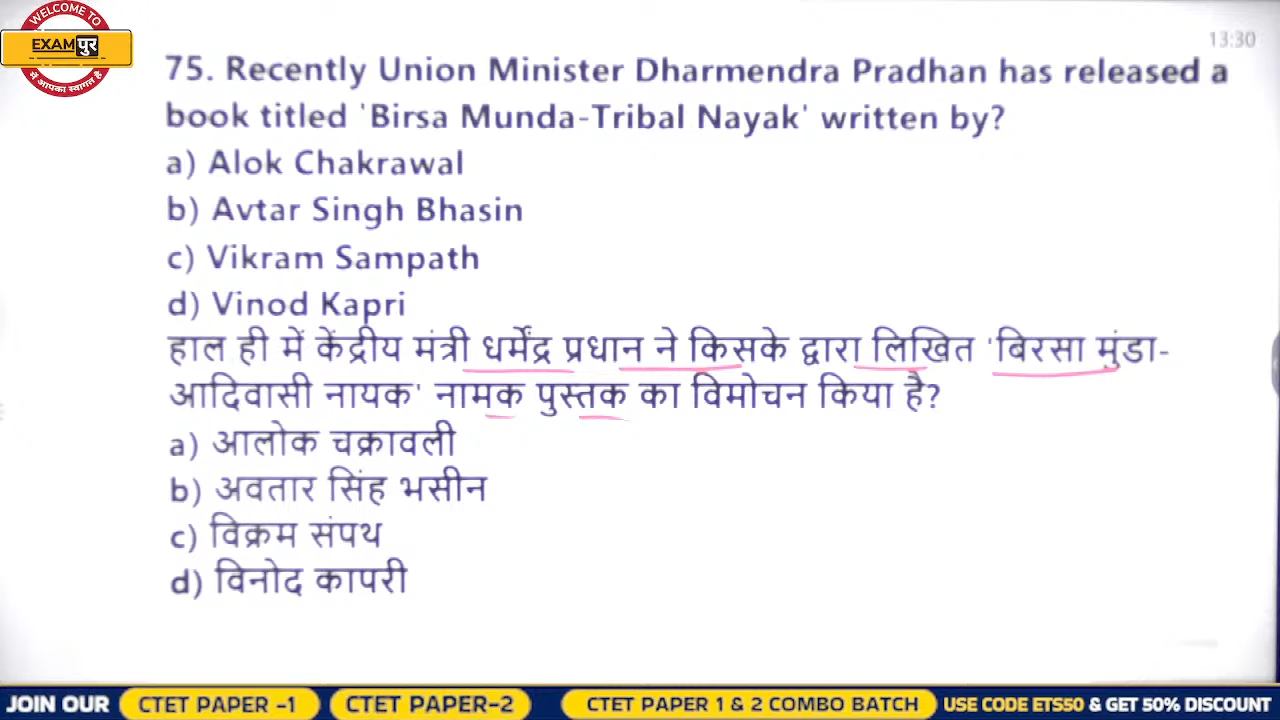 WELCOME TO
EXAMपुर
में आपका स्वागत है
13:30
75. Recently Union Minister Dharmendra Pradhan has released a
book titled 'Birsa Munda-Tribal Nayak' written by?
a) Alok Chakrawal
b) Avtar Singh Bhasin
c) Vikram Sampath
d) Vinod Kapri
हाल ही में केंद्रीय मंत्री धर्मेंद्र प्रधान ने किसके द्वारा लिखित 'बिरसा मुंडा-
आदिवासी नायक' नामक पुस्तक का विमोचन किया है?
a) आलोक चक्रावली
b) अवतार सिंह भसीन
c) विक्रम संपथ
d) विनोद कापरी
JOIN OUR CTET PAPER -1 CTET PAPER-2 CTET PAPER 1 & 2 COMBO BATCH USE CODE ETS50 & GET 50% DISCOUNT